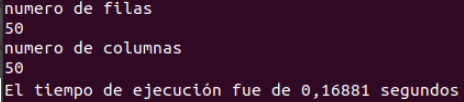 numero de filas
50
numero de columnas
50
El tiempo de ejecución fue de 0,16881 segundos